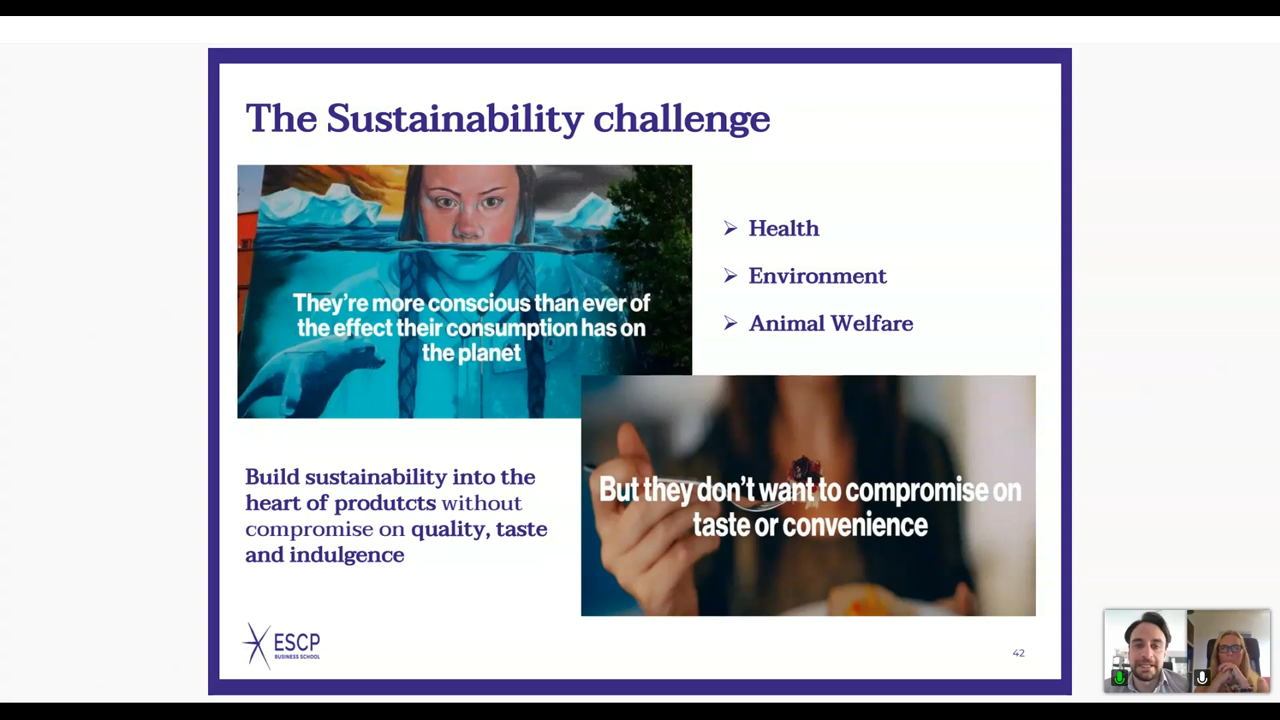 The Sustainability challenge
They're more conscious than ever of
the effect their consumption has on
the planet
➢ Health
➢ Environment
➢ Animal Welfare
But they don't want to compromise on
taste or convenience
Build sustainability into the
heart of produtcts without
compromise on quality, taste
and indulgence
ESCP
BUSINESS SCHOOL
42